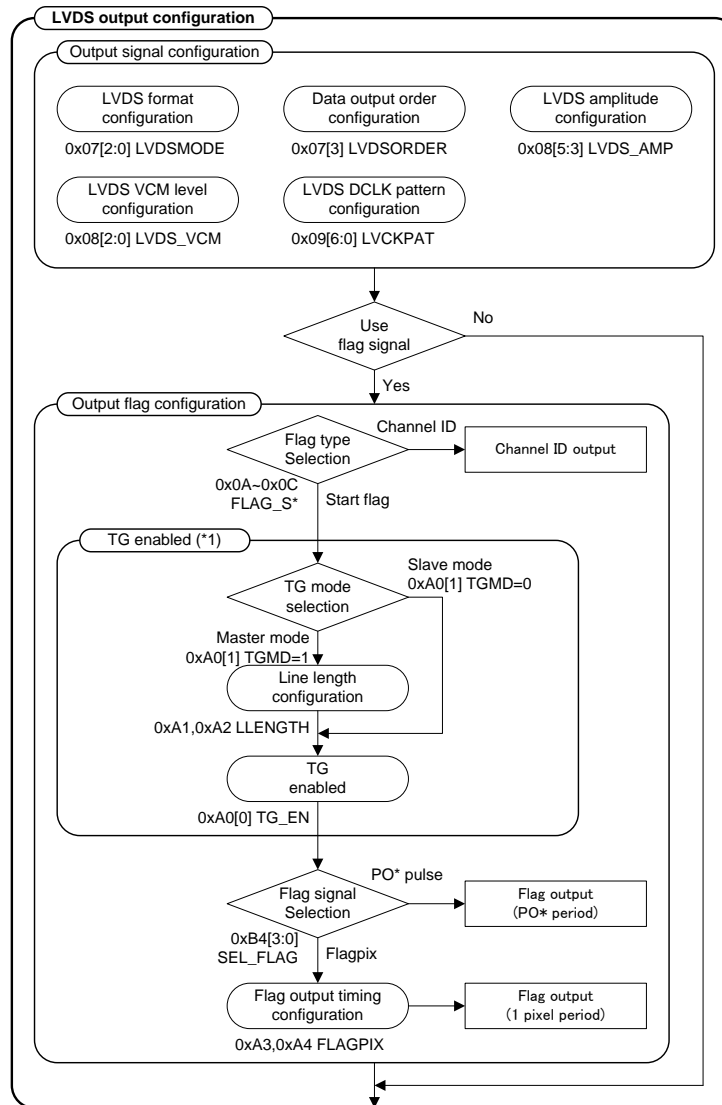 LVDS output configuration
Output signal configuration
LVDS format
configuration
0x07[2:0] LVDSMODE
Data output order
configuration
0x07[3] LVDSORDER
LVDS amplitude
configuration
0x08[5:3] LVDS_AMP
LVDS VCM level
configuration
0x08[2:0] LVDS_VCM
LVDS DCLK pattern
configuration
0x09[6:0] LVCKPAT
Use
flag signal
No
Yes
Output flag configuration
Flag type
Selection
Channel ID
Channel ID output
0x0A~0x0C
FLAG_S*
Start flag
TG enabled (*1)
TG mode
selection
Slave mode
0xA0[1] TGMD=0
Master mode
0xA0[1] TGMD=1
Line length
configuration
0xA1,0xA2 LLENGTH
TG
enabled
0xA0[0] TG_EN
Flag signal
Selection
PO* pulse
Flag output
(PO* period)
0xB4[3:0]
SEL_FLAG
Flagpix
Flag output timing
configuration
Flag output
(1 pixel period)
0xA3,0xA4 FLAGPIX